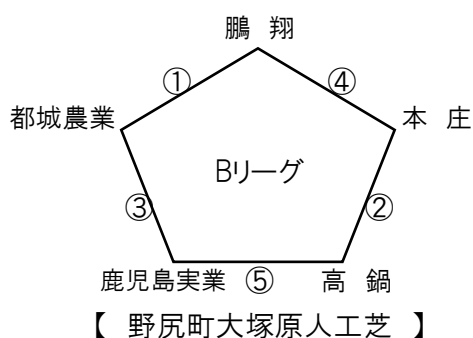 鵬 翔
① ④
都城農業 本 庄
Bリーグ
③ ②
鹿児島実業 ⑤ 高 鍋
【 野尻町大塚原人工芝 】